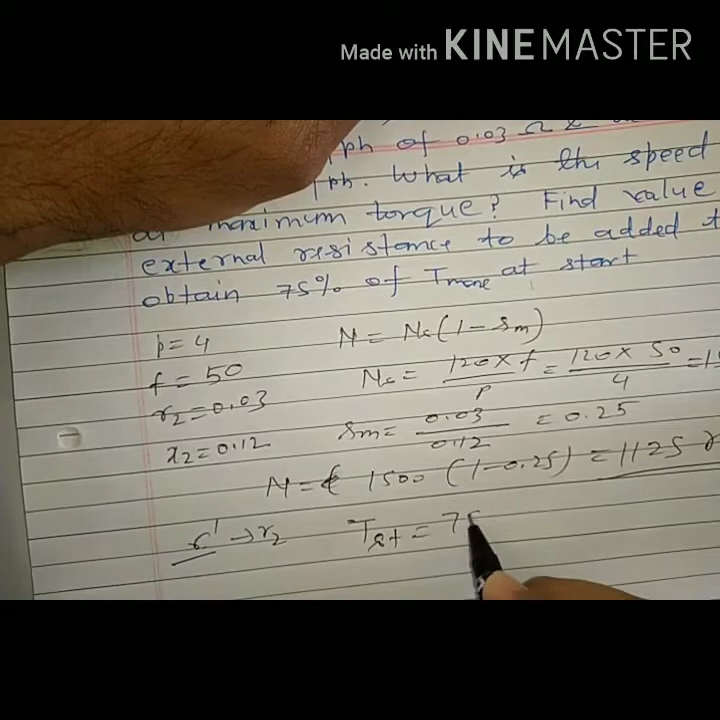 Made with KINEMASTER
ph of 0.03 Ω &
ph. What is the speed
at maximum torque? Find value
external resistance to be added t
obtain 75% of Tmax at start
p = 4 N = Ns (1 - sm)
f = 50 Ns = 120 × f / P = 120 × 50 / 4 = 15
r2 = 0.03 sm = 0.03 / 0.12 = 0.25
x2 = 0.12
N = 1500 (1 - 0.25) = 1125 r
r' → r2 Tst = 75